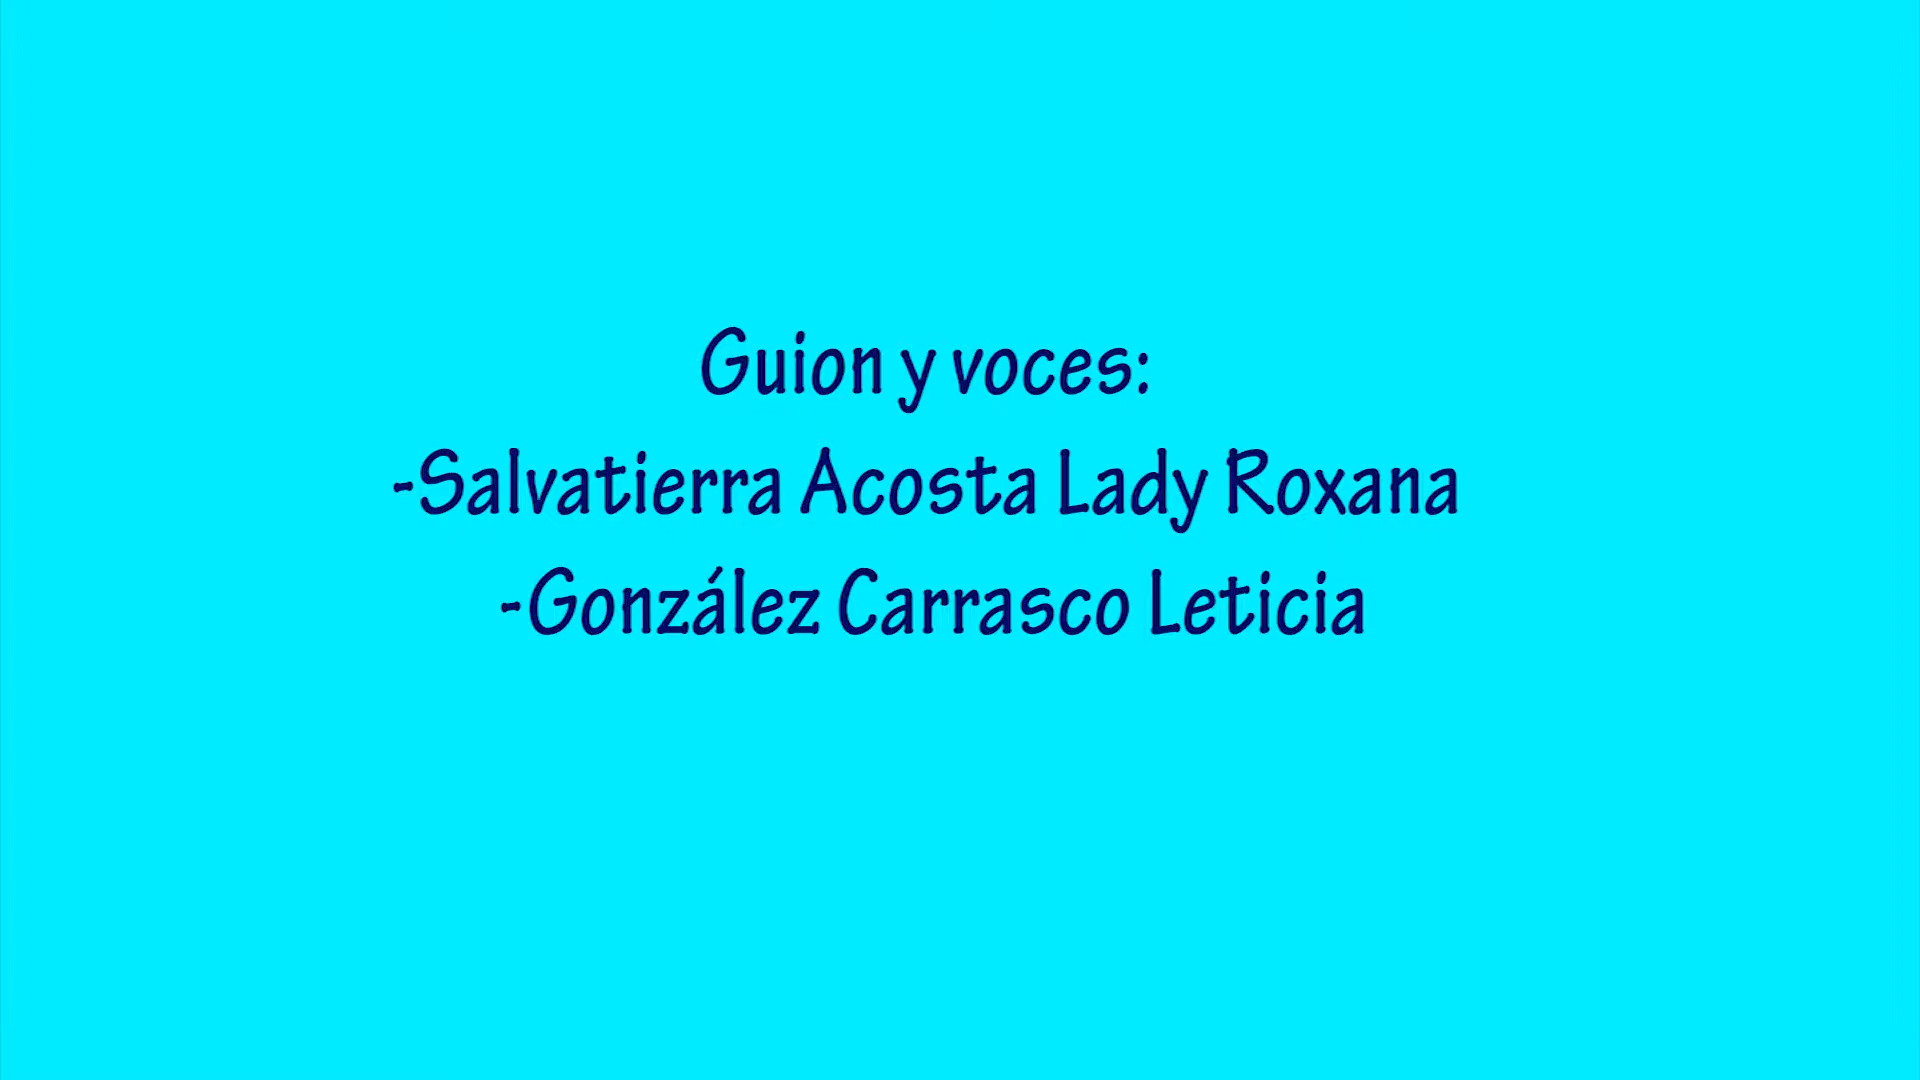 Guion y voces:
-Salvatierra Acosta Lady Roxana
-González Carrasco Leticia